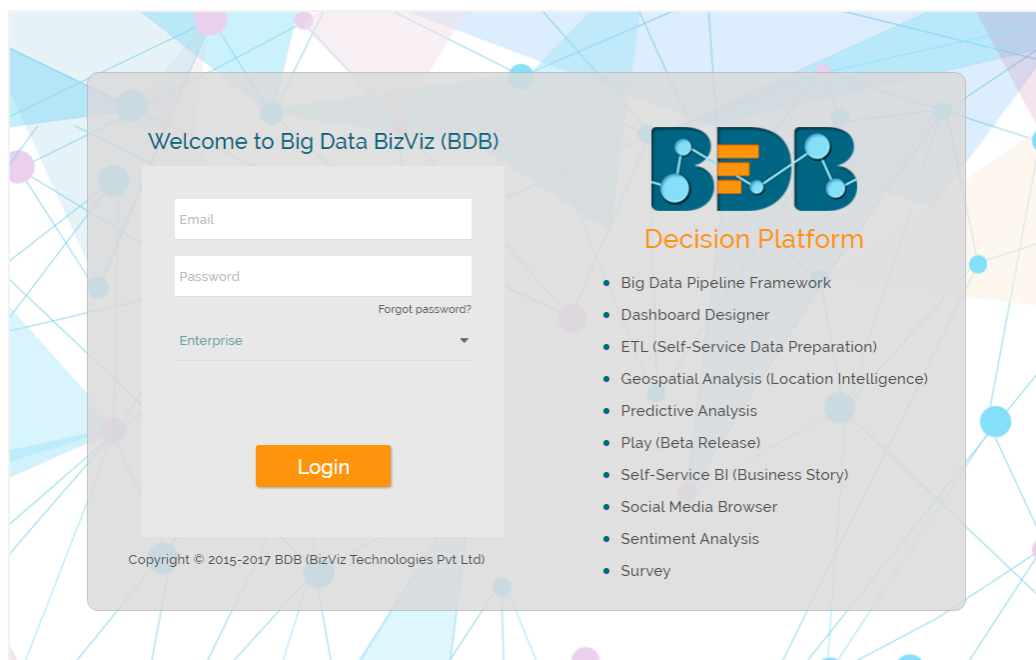 Welcome to Big Data BizViz (BDB)
Email
Password
Forgot password?
Enterprise
Login
Copyright © 2015-2017 BDB (BizViz Technologies Pvt Ltd)
BDB
Decision Platform
Big Data Pipeline Framework
Dashboard Designer
ETL (Self-Service Data Preparation)
Geospatial Analysis (Location Intelligence)
Predictive Analysis
Play (Beta Release)
Self-Service BI (Business Story)
Social Media Browser
Sentiment Analysis
Survey